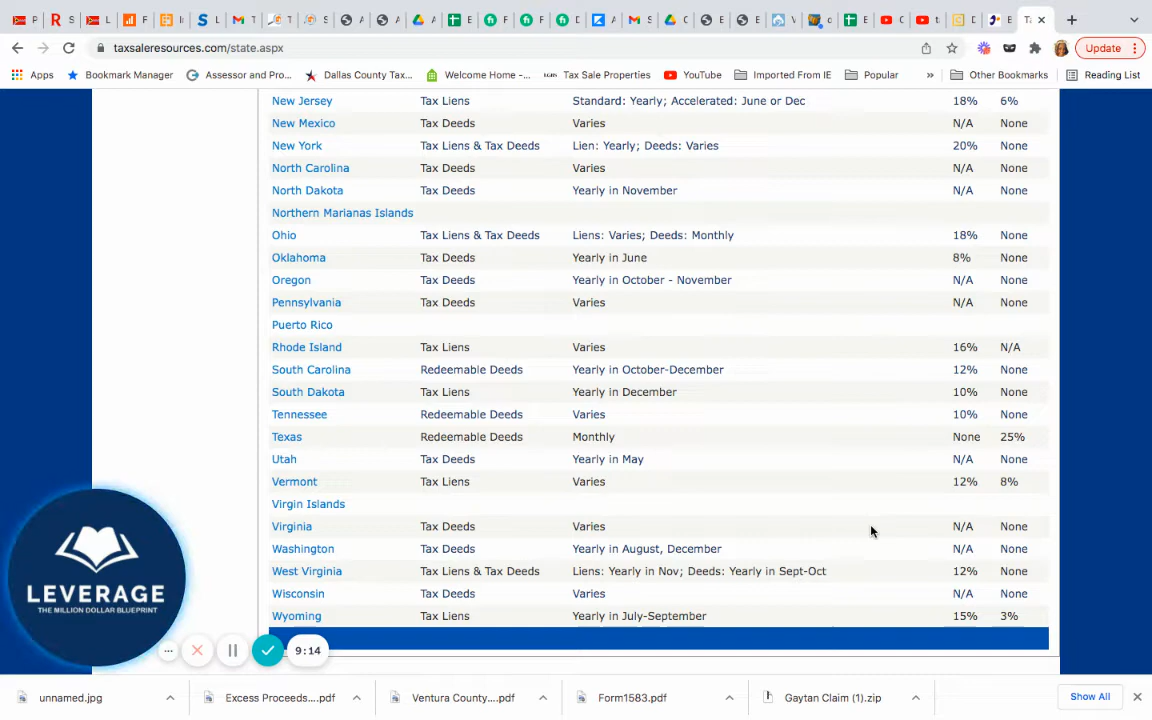 P
R S
L
F
In
L
M
T
S
A
A
A
E
F
F
D
A
S
C
E
E
V
c
E
C
t
D
E
Ta
taxsaleresources.com/state.aspx
Update
Apps Bookmark Manager Assessor and Pro... Dallas County Tax... Welcome Home -... Tax Sale Properties YouTube Imported From IE Popular » Other Bookmarks Reading List
New Jersey Tax Liens Standard: Yearly; Accelerated: June or Dec 18% 6%
New Mexico Tax Deeds Varies N/A None
New York Tax Liens & Tax Deeds Lien: Yearly; Deeds: Varies 20% None
North Carolina Tax Deeds Varies N/A None
North Dakota Tax Deeds Yearly in November N/A None
Northern Marianas Islands
Ohio Tax Liens & Tax Deeds Liens: Varies; Deeds: Monthly 18% None
Oklahoma Tax Deeds Yearly in June 8% None
Oregon Tax Deeds Yearly in October - November N/A None
Pennsylvania Tax Deeds Varies N/A None
Puerto Rico
Rhode Island Tax Liens Varies 16% N/A
South Carolina Redeemable Deeds Yearly in October-December 12% None
South Dakota Tax Liens Yearly in December 10% None
Tennessee Redeemable Deeds Varies 10% None
Texas Redeemable Deeds Monthly None 25%
Utah Tax Deeds Yearly in May N/A None
Vermont Tax Liens Varies 12% 8%
Virgin Islands
Virginia Tax Deeds Varies N/A None
Washington Tax Deeds Yearly in August, December N/A None
West Virginia Tax Liens & Tax Deeds Liens: Yearly in Nov; Deeds: Yearly in Sept-Oct 12% None
Wisconsin Tax Deeds Varies N/A None
Wyoming Tax Liens Yearly in July-September 15% 3%
LEVERAGE
THE MILLION DOLLAR BLUEPRINT
9:14
unnamed.jpg Excess Proceeds....pdf Ventura County....pdf Form1583.pdf Gaytan Claim (1).zip Show All